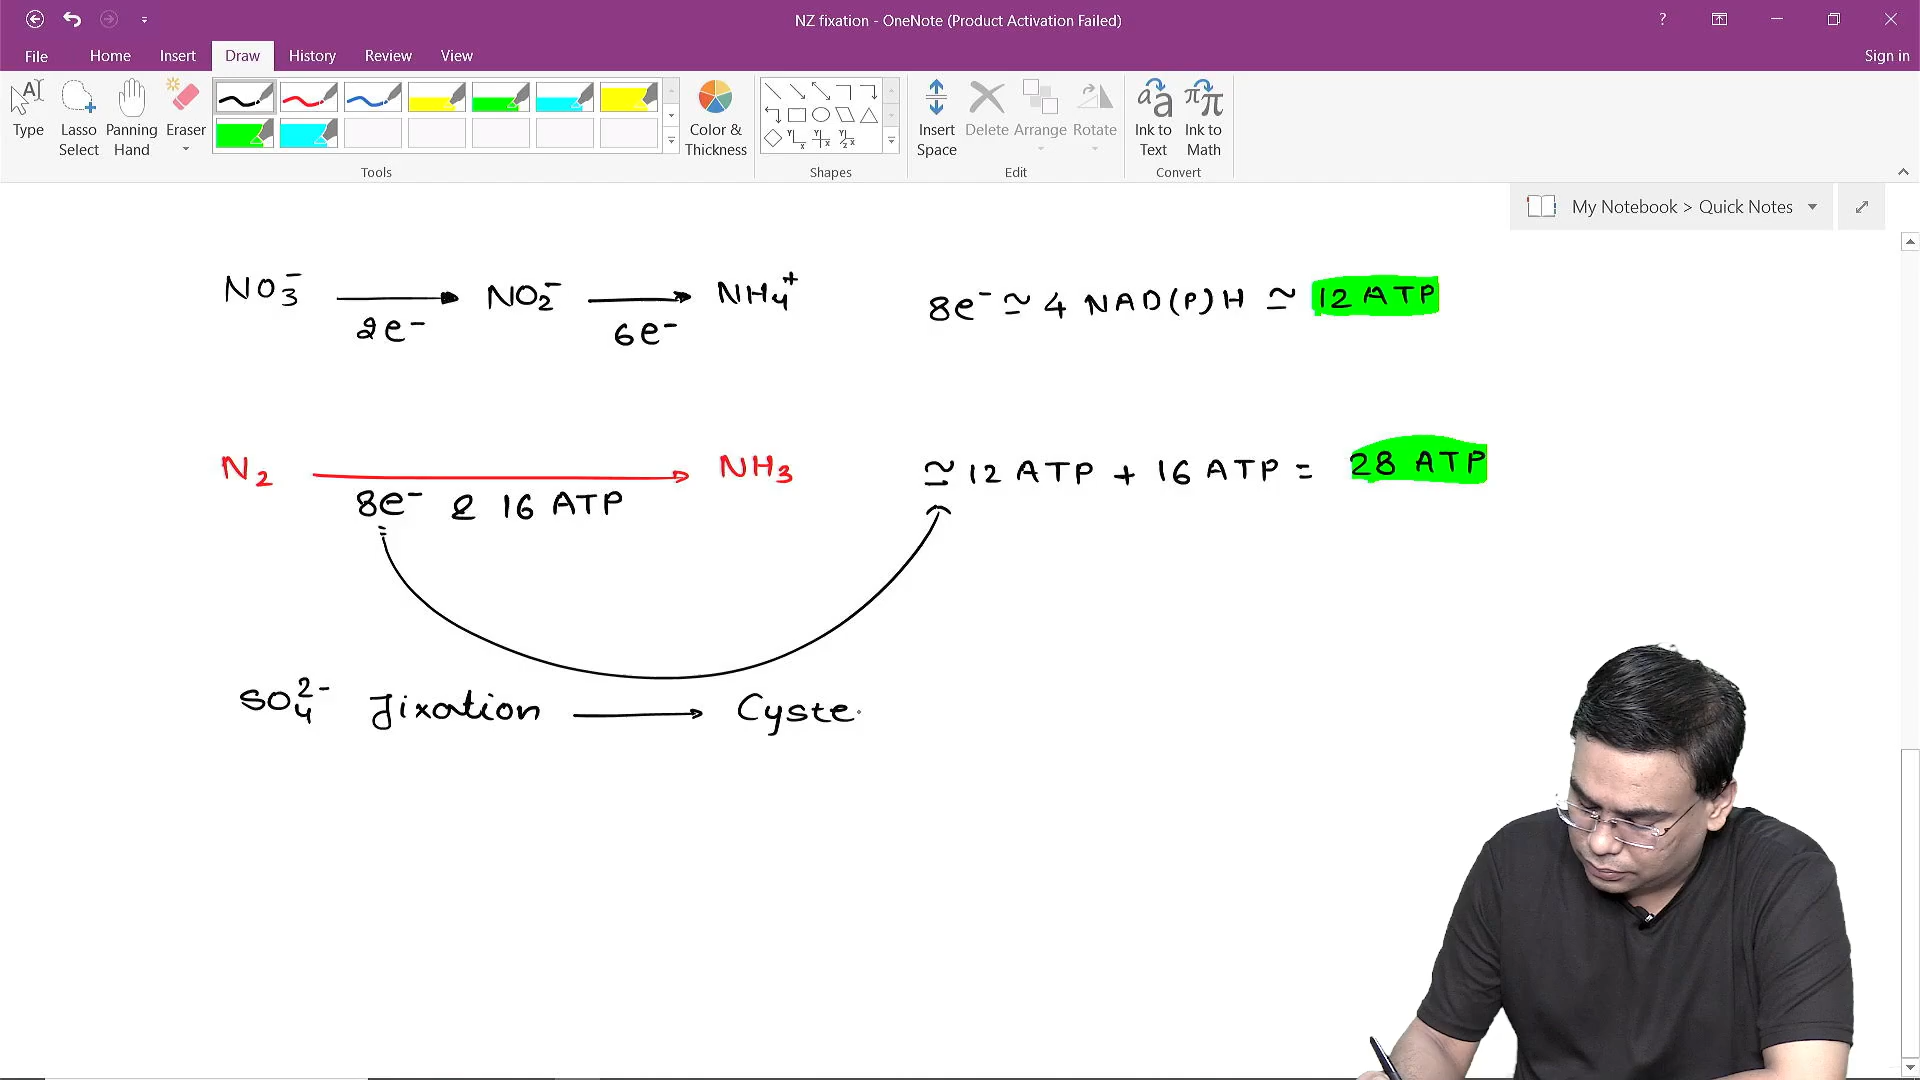 NZ fixation - OneNote (Product Activation Failed)
?
File Home Insert Draw History Review View
Sign in
Type
Lasso Select
Panning Hand
Eraser
Color & Thickness
Insert Space
Delete
Arrange
Rotate
Ink to Text
Ink to Math
Tools Shapes Edit Convert
My Notebook > Quick Notes
NO3⁻ → NO2⁻ → NH4⁺ 8e⁻ ≃ 4 NAD(P)H ≃ 12 ATP
2e⁻ 6e⁻
N2 → NH3 ≃ 12 ATP + 16 ATP = 28 ATP
8e⁻ & 16 ATP
SO4²⁻ fixation → Cyste